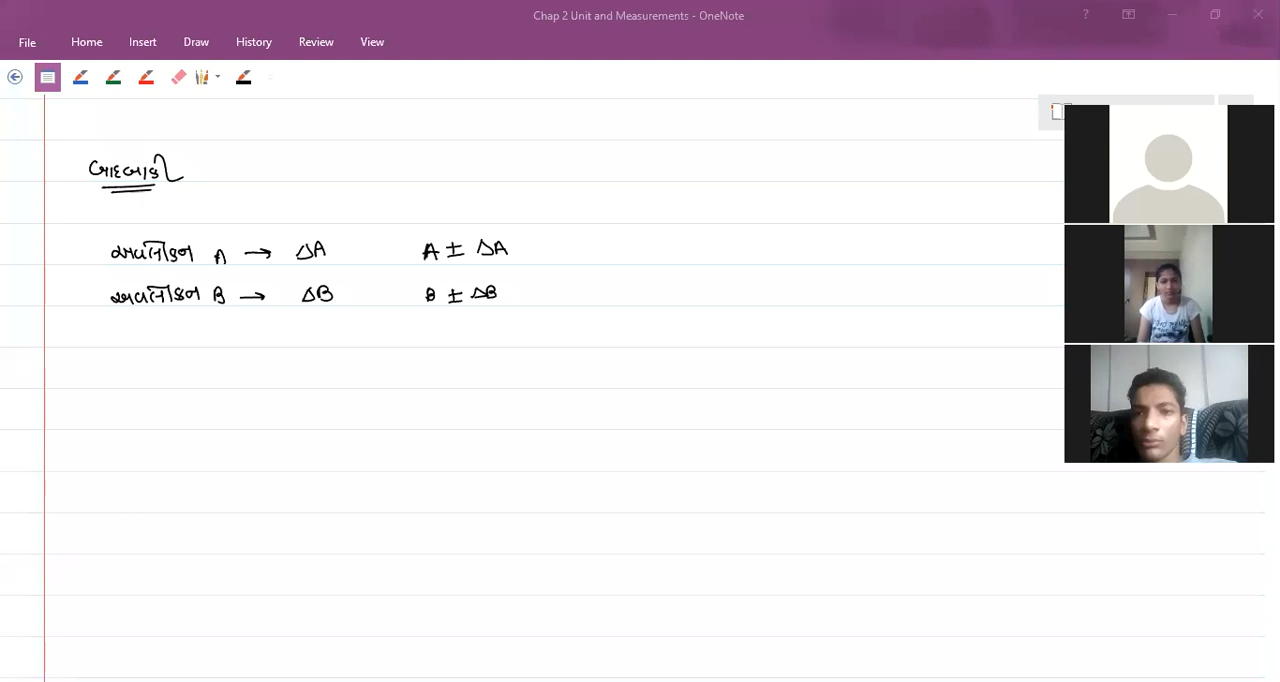 Chap 2 Unit and Measurements - OneNote
File Home Insert Draw History Review View
બાદબાકી
અવલોકન A → ΔA A ± ΔA
અવલોકન B → ΔB B ± ΔB